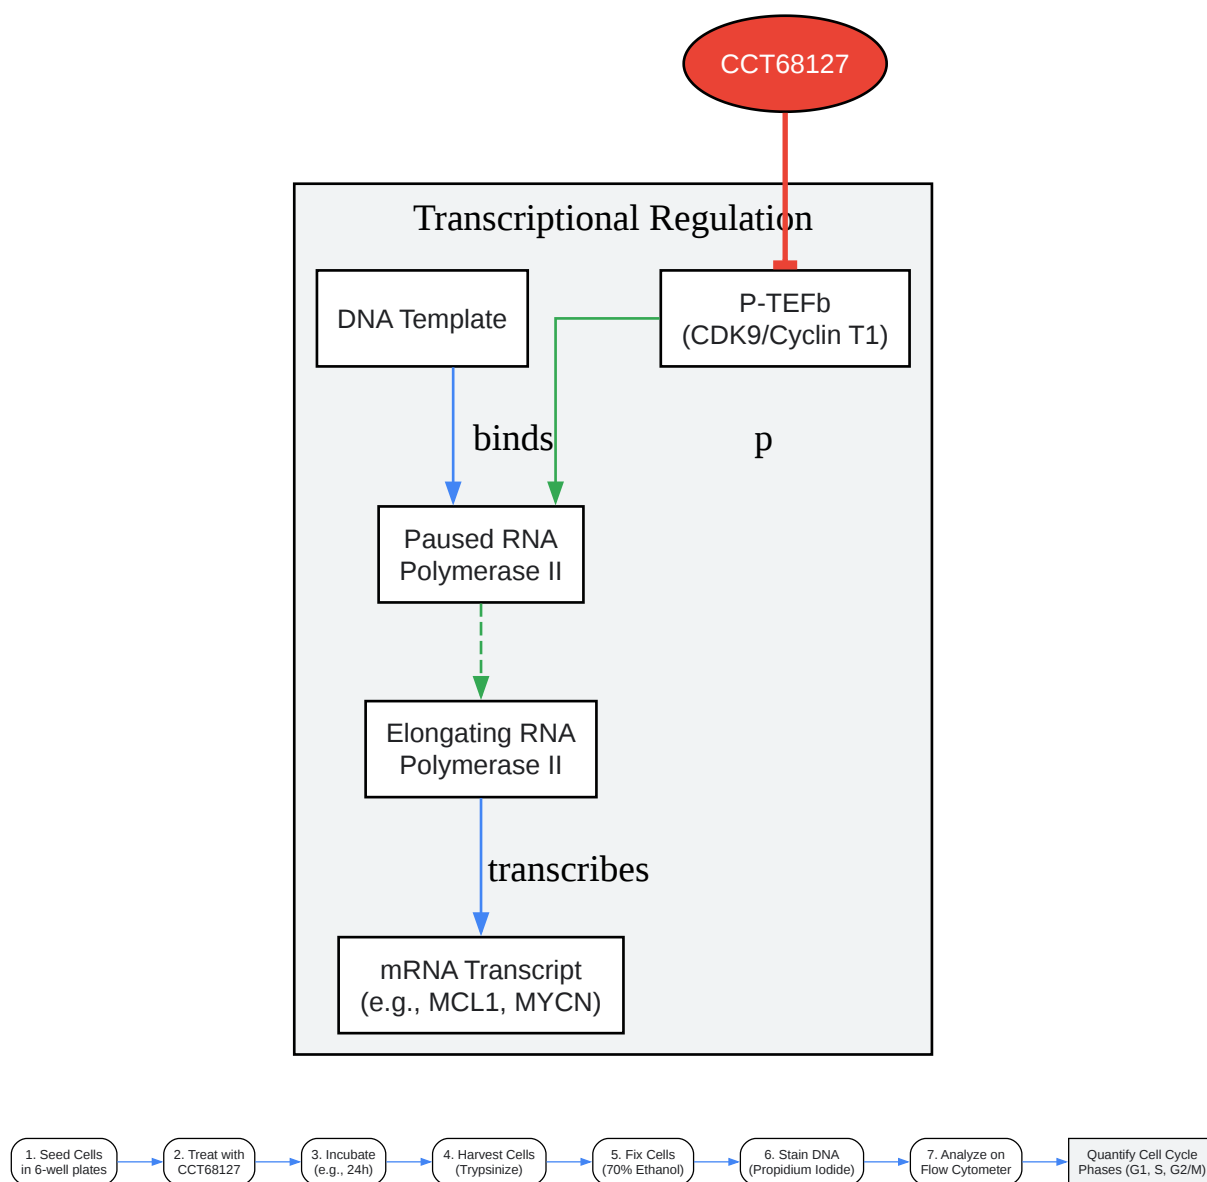 CCT68127
Transcriptional Regulation
DNA Template
P-TEFb
(CDK9/Cyclin T1)
binds
p
Paused RNA
Polymerase II
Elongating RNA
Polymerase II
transcribes
mRNA Transcript
(e.g., MCL1, MYCN)
1. Seed Cells
in 6-well plates
2. Treat with
CCT68127
3. Incubate
(e.g., 24h)
4. Harvest Cells
(Trypsinize)
5. Fix Cells
(70% Ethanol)
6. Stain DNA
(Propidium Iodide)
7. Analyze on
Flow Cytometer
Quantify Cell Cycle
Phases (G1, S, G2/M)